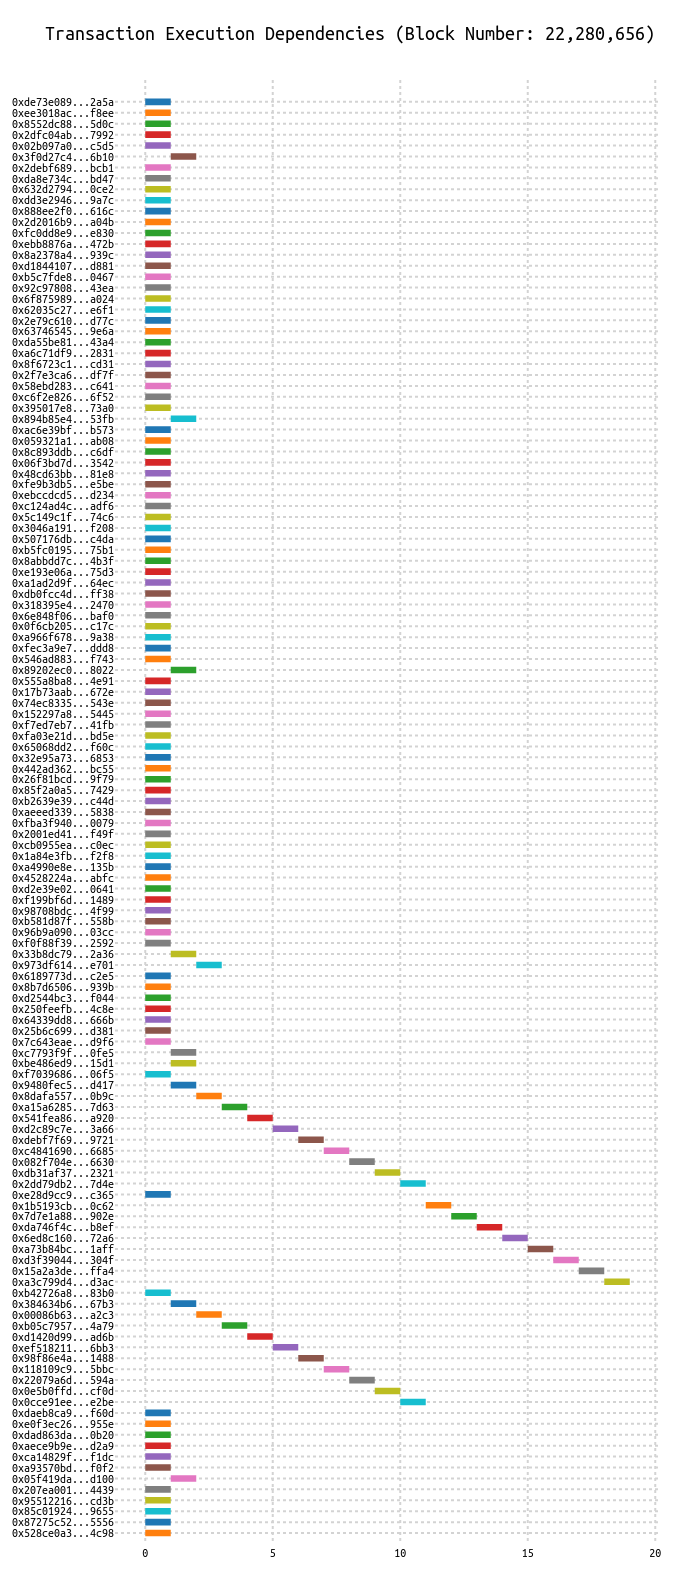 Transaction Execution Dependencies (Block Number: 22,280,656)
0xde73e089...2a5a
0xee3018ac...f8ee
0x8552dc88...5d0c
0x2dfc04ab...7992
0x02b097a0...c5d5
0x3f0d27c4...6b10
0x2debf689...bcb1
0xda8e734c...bd47
0x632d2794...0ce2
0xdd3e2946...9a7c
0x888ee2f0...616c
0x2d2016b9...a04b
0xfc0dd8e9...e830
0xebb8876a...472b
0x8a2378a4...939c
0xd1844107...d881
0xb5c7fde8...0467
0x92c97808...43ea
0x6f875989...a024
0x62035c27...e6f1
0x2e79c610...d77c
0x63746545...9e6a
0xda55be81...43a4
0xa6c71df9...2831
0x8f6723c1...cd31
0x2f7e3ca6...df7f
0x58ebd283...c641
0xc6f2e826...6f52
0x395017e8...73a0
0x894b85e4...53fb
0xac6e39bf...b573
0x059321a1...ab08
0x8c893ddb...c6df
0x06f3bd7d...3542
0x48cd63bb...81e8
0xfe9b3db5...e5be
0xebccdcd5...d234
0xc124ad4c...adf6
0x5c149c1f...74c6
0x3046a191...f208
0x507176db...c4da
0xb5fc0195...75b1
0x8abbdd7c...4b3f
0xe193e06a...75d3
0xa1ad2d9f...64ec
0xdb0fcc4d...ff38
0x318395e4...2470
0x6e848f06...baf0
0x0f6cb205...c17c
0xa966f678...9a38
0xfec3a9e7...ddd8
0x546ad883...f743
0x89202ec0...8022
0x555a8ba8...4e91
0x17b73aab...672e
0x74ec8335...543e
0x152297a8...5445
0xf7ed7eb7...41fb
0xfa03e21d...bd5e
0x65068dd2...f60c
0x32e95a73...6853
0x442ad362...bc55
0x26f81bcd...9f79
0x85f2a0a5...7429
0xb2639e39...c44d
0xaeeed339...5838
0xfba3f940...0079
0x2001ed41...f49f
0xcb0955ea...c0ec
0x1a84e3fb...f2f8
0xa4990e8e...135b
0x4528224a...abfc
0xd2e39e02...0641
0xf199bf6d...1489
0x98708bdc...4f99
0xb581d87f...558b
0x96b9a090...03cc
0xf0f88f39...2592
0x33b8dc79...2a36
0x973df614...e701
0x6189773d...c2e5
0x8b7d6506...939b
0xd2544bc3...f044
0x250feefb...4c8e
0x64339dd8...666b
0x25b6c699...d381
0x7c643eae...d9f6
0xc7793f9f...0fe5
0xbe486ed9...15d1
0xf7039686...06f5
0x9480fec5...d417
0x8dafa557...0b9c
0xa15a6285...7d63
0x541fea86...a920
0xd2c89c7e...3a66
0xdebf7f69...9721
0xc4841690...6685
0x082f704e...6630
0xdb31af37...2321
0x2dd79db2...7d4e
0xe28d9cc9...c365
0x1b5193cb...0c62
0x7d7e1a88...902e
0xda746f4c...b8ef
0x6ed8c160...72a6
0xa73b84bc...1aff
0xd3f39044...304f
0x15a2a3de...ffa4
0xa3c799d4...d3ac
0xb42726a8...83b0
0x384634b6...67b3
0x00086b63...a2c3
0xb05c7957...4a79
0xd1420d99...ad6b
0xef518211...6bb3
0x98f86e4a...1488
0x118109c9...5bbc
0x22079a6d...594a
0x0e5b0ffd...cf0d
0x0cce91ee...e2be
0xdaeb8ca9...f60d
0xe0f3ec26...955e
0xdad863da...0b20
0xaece9b9e...d2a9
0xca14829f...f1dc
0xa93570bd...f0f2
0x05f419da...d100
0x207ea001...4439
0x95512216...cd3b
0x85c01924...9655
0x87275c52...5556
0x528ce0a3...4c98
0 5 10 15 20